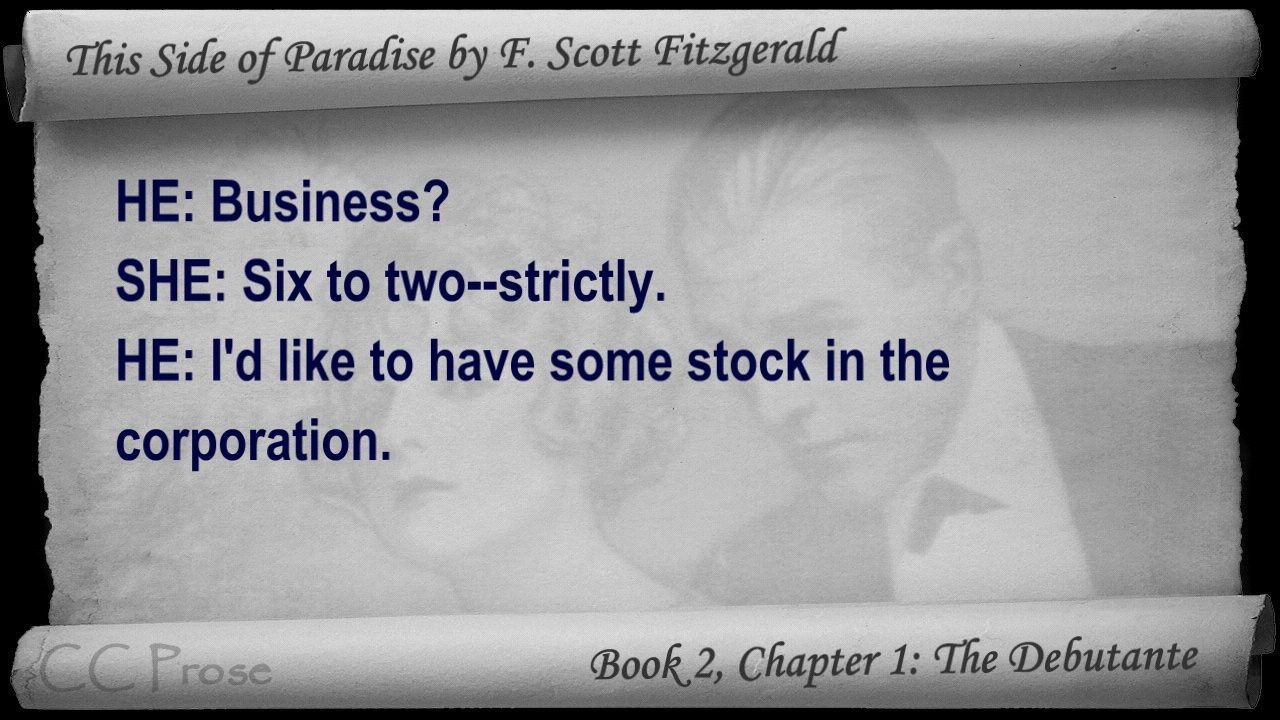 This Side of Paradise by F. Scott Fitzgerald
HE: Business?
SHE: Six to two--strictly.
HE: I'd like to have some stock in the
corporation.
CC Prose
Book 2, Chapter 1: The Debutante